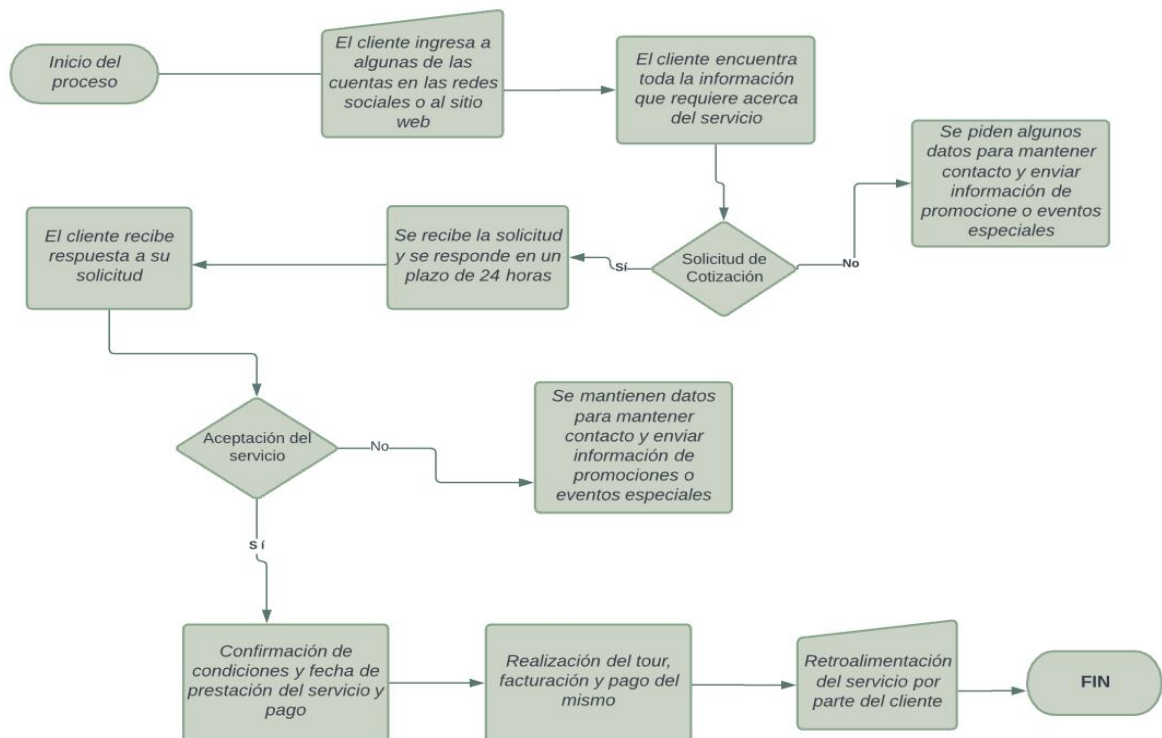 Inicio del
proceso
El cliente ingresa a
algunas de las
cuentas en las redes
sociales o al sitio
web
El cliente encuentra
toda la información
que requiere acerca
del servicio
Se piden algunos
datos para mantener
contacto y enviar
información de
promocione o eventos
especiales
Solicitud de
Cotización
No
Sí
Se recibe la solicitud
y se responde en un
plazo de 24 horas
El cliente recibe
respuesta a su
solicitud
Aceptación del
servicio
No
Se mantienen datos
para mantener
contacto y enviar
información de
promociones o
eventos especiales
Sí
Confirmación de
condiciones y fecha de
prestación del servicio y
pago
Realización del tour,
facturación y pago del
mismo
Retroalimentación
del servicio por
parte del cliente
FIN